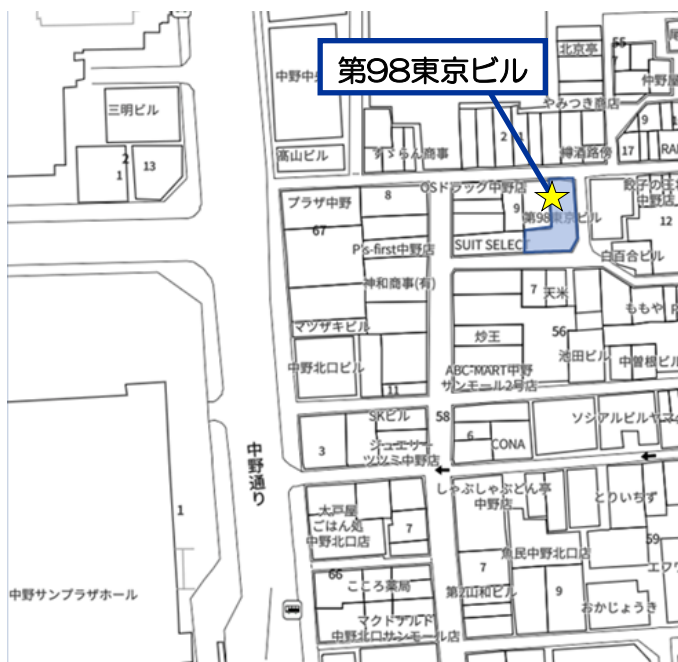 第98東京ビル
55
北京亭
中野中央
仲野屋
やみつき商店
三明ビル
9
2
1
2
1
13
高山ビル
すゞらん商事
樽酒路傍
17
OSドラッグ中野店
餃子の王将
中野店
プラザ中野
8
9
第98東京ビル
12
67
P's-first中野店
SUIT SELECT
白百合ビル
神和商事(有)
7
天米
ももや
マツザキビル
炒王
56
池田ビル
中曽根ビル
中野北口ビル
ABC-MART中野
サンモール2号店
11
SKビル
58
ソシアルビルヤマ
3
ジュエリー
ツツミ中野店
6
CONA
中野通り
しゃぶしゃぶどん亭
中野店
とりいちず
1
大戸屋
ごはん処
中野北口店
7
魚民中野北口店
59
エフワ
66
こころ薬局
7
第2山和ビル
9
中野サンプラザホール
おかじょうき
マクドナルド
中野北口サンモール店